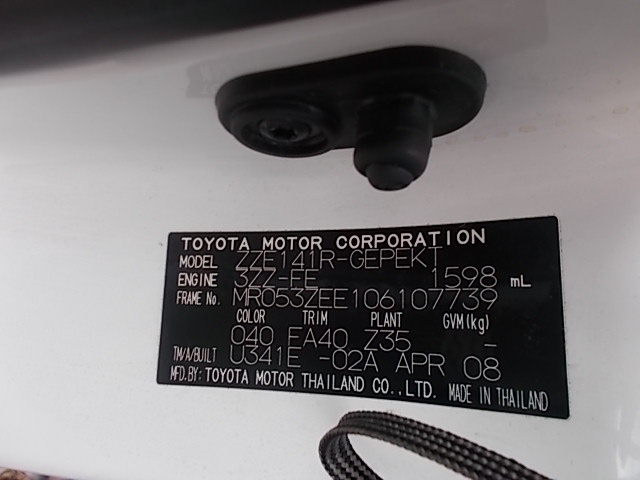 TOYOTA MOTOR CORPORATION
MODEL ZZE141R-GEPEKT
ENGINE 3ZZ-FE 1598 mL
FRAME No. MR053ZEE106107739
COLOR TRIM PLANT GVM(kg)
040 FA40 Z35 -
TM/A/BUILT U341E -02A APR 08
MFD.BY: TOYOTA MOTOR THAILAND CO.,LTD. MADE IN THAILAND